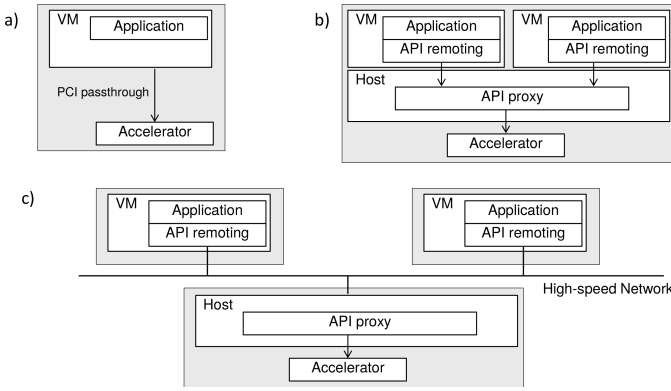 a)
VM
Application
PCI passthrough
Accelerator
b)
VM
Application
API remoting
VM
Application
API remoting
Host
API proxy
Accelerator
c)
VM
Application
API remoting
VM
Application
API remoting
High-speed Network
Host
API proxy
Accelerator